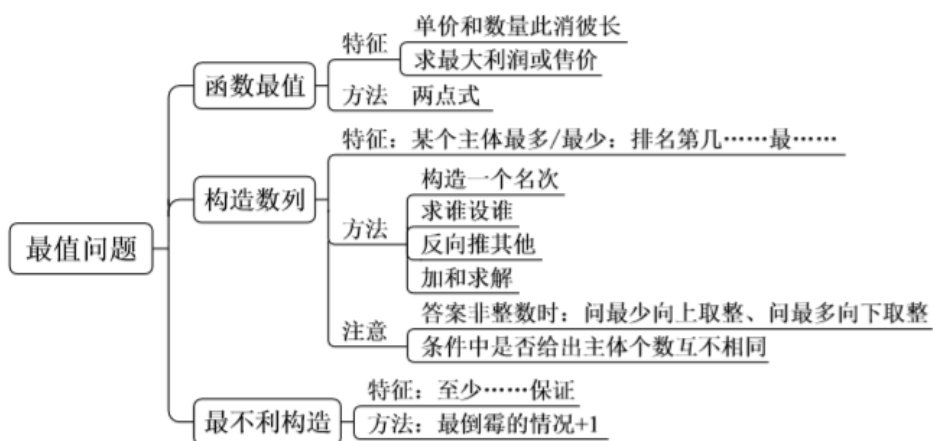 最值问题
函数最值
特征
单价和数量此消彼长
求最大利润或售价
方法
两点式
构造数列
特征：某个主体最多/最少：排名第几……最……
方法
构造一个名次
求谁设谁
反向推其他
加和求解
注意
答案非整数时：问最少向上取整、问最多向下取整
条件中是否给出主体个数互不相同
最不利构造
特征：至少……保证
方法：最倒霉的情况+1